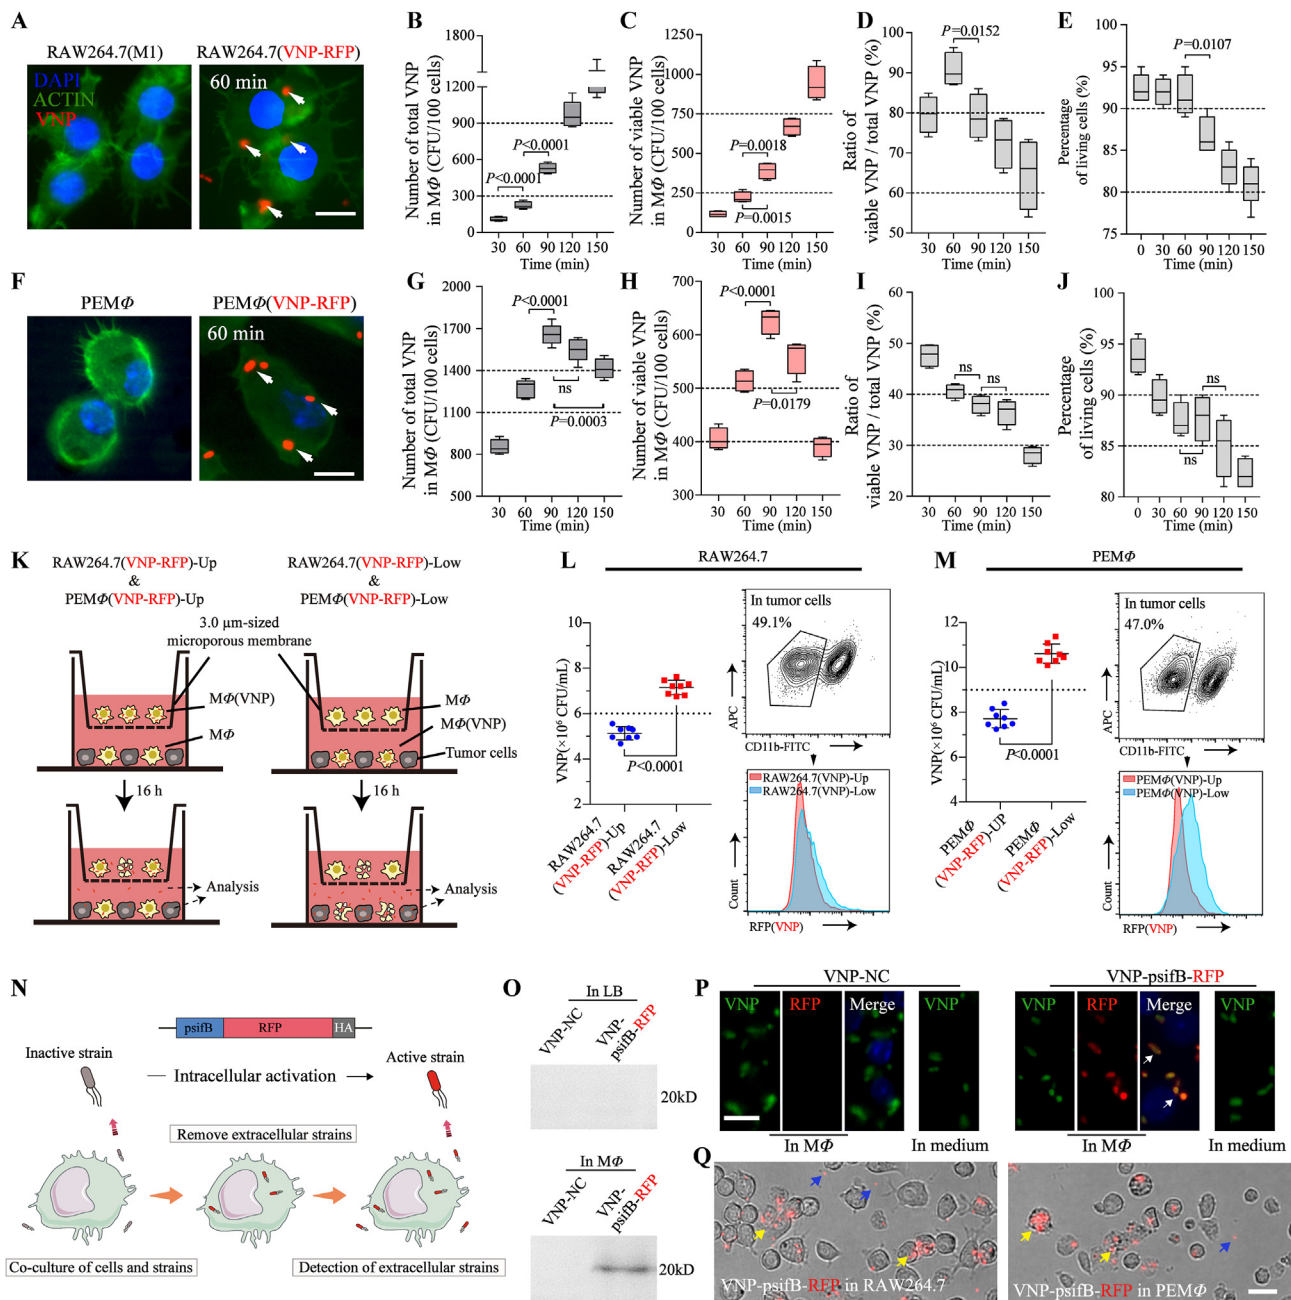 A
RAW264.7(M1)
DAPI
ACTIN
VNP
RAW264.7(VNP-RFP)
60 min
B
Number of total VNP
in MΦ (CFU/100 cells)
1800
1500
1200
900
600
300
0
P<0.0001
P<0.0001
30 60 90 120 150
Time (min)
C
Number of viable VNP
in MΦ (CFU/100 cells)
1000
750
500
250
0
P=0.0018
P=0.0015
30 60 90 120 150
Time (min)
D
Ratio of
viable VNP / total VNP (%)
100
90
80
70
60
50
P=0.0152
30 60 90 120 150
Time (min)
E
Percentage
of living cells (%)
100
95
90
85
80
75
P=0.0107
0 30 60 90 120 150
Time (min)
F
PEMΦ
PEMΦ(VNP-RFP)
60 min
G
Number of total VNP
in MΦ (CFU/100 cells)
2000
1700
1400
1100
800
500
P<0.0001
ns
P=0.0003
30 60 90 120 150
Time (min)
H
Number of viable VNP
in MΦ (CFU/100 cells)
700
600
500
400
300
P<0.0001
P=0.0179
30 60 90 120 150
Time (min)
I
Ratio of
viable VNP / total VNP (%)
60
50
40
30
20
ns
ns
30 60 90 120 150
Time (min)
J
Percentage
of living cells (%)
100
95
90
85
80
ns
ns
0 30 60 90 120 150
Time (min)
K
RAW264.7(VNP-RFP)-Up
&
PEMΦ(VNP-RFP)-Up
RAW264.7(VNP-RFP)-Low
&
PEMΦ(VNP-RFP)-Low
3.0 μm-sized
microporous membrane
MΦ(VNP)
MΦ
MΦ
MΦ(VNP)
Tumor cells
16 h
16 h
Analysis
Analysis
L
RAW264.7
VNP(×10⁶ CFU/mL)
10
8
6
4
2
P<0.0001
RAW264.7
(VNP-RFP)-Up
RAW264.7
(VNP-RFP)-Low
In tumor cells
49.1%
APC
CD11b-FITC
RAW264.7(VNP)-Up
RAW264.7(VNP)-Low
Count
RFP(VNP)
M
PEMΦ
VNP(×10⁶ CFU/mL)
12
10
8
6
4
P<0.0001
PEMΦ
(VNP-RFP)-UP
PEMΦ
(VNP-RFP)-Low
In tumor cells
47.0%
APC
CD11b-FITC
PEMΦ(VNP)-Up
PEMΦ(VNP)-Low
Count
RFP(VNP)
N
psifB RFP HA
Inactive strain
Active strain
Intracellular activation
Remove extracellular strains
Co-culture of cells and strains
Detection of extracellular strains
O
In LB
VNP-NC
VNP-
psifB-RFP
20kD
In MΦ
VNP-NC
VNP-
psifB-RFP
20kD
P
VNP-NC
VNP RFP Merge VNP
In MΦ In medium
VNP-psifB-RFP
VNP RFP Merge VNP
In MΦ In medium
Q
VNP-psifB-RFP in RAW264.7
VNP-psifB-RFP in PEMΦ